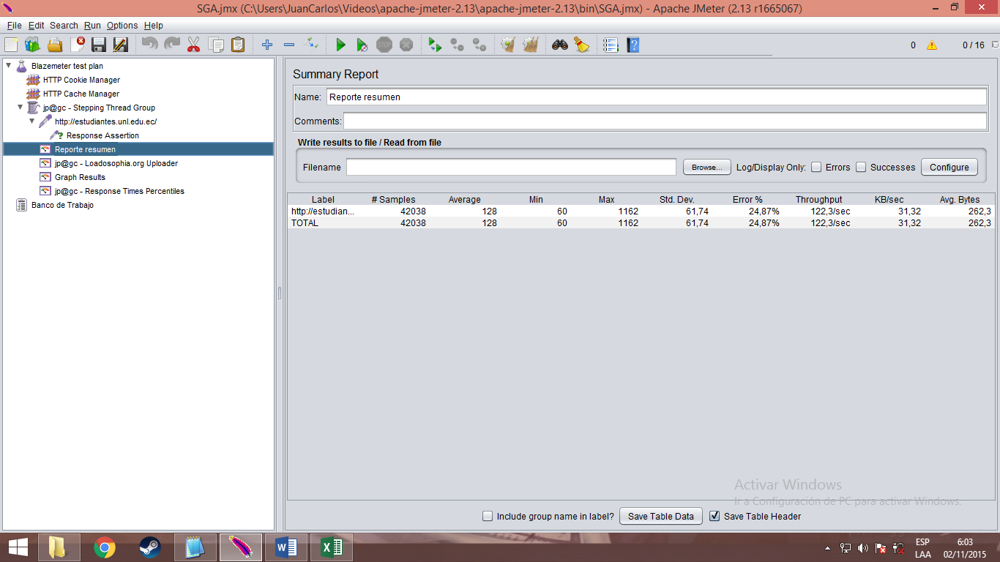 SGA.jmx (C:\Users\JuanCarlos\Videos\apache-jmeter-2.13\apache-jmeter-2.13\bin\SGA.jmx) - Apache JMeter (2.13 r1665067)
File Edit Search Run Options Help
STOP
0 0 / 16
Blazemeter test plan
HTTP Cookie Manager
HTTP Cache Manager
jp@gc - Stepping Thread Group
http://estudiantes.unl.edu.ec/
Response Assertion
Reporte resumen
jp@gc - Loadosophia.org Uploader
Graph Results
jp@gc - Response Times Percentiles
Banco de Trabajo
Summary Report
Name: Reporte resumen
Comments:
Write results to file / Read from file
Filename Browse... Log/Display Only: Errors Successes Configure
Label # Samples Average Min Max Std. Dev. Error % Throughput KB/sec Avg. Bytes
http://estudian... 42038 128 60 1162 61,74 24,87% 122,3/sec 31,32 262,3
TOTAL 42038 128 60 1162 61,74 24,87% 122,3/sec 31,32 262,3
Activar Windows
Ir a Configuración de PC para activar Windows.
Include group name in label? Save Table Data Save Table Header
ESP 6:03
LAA 02/11/2015